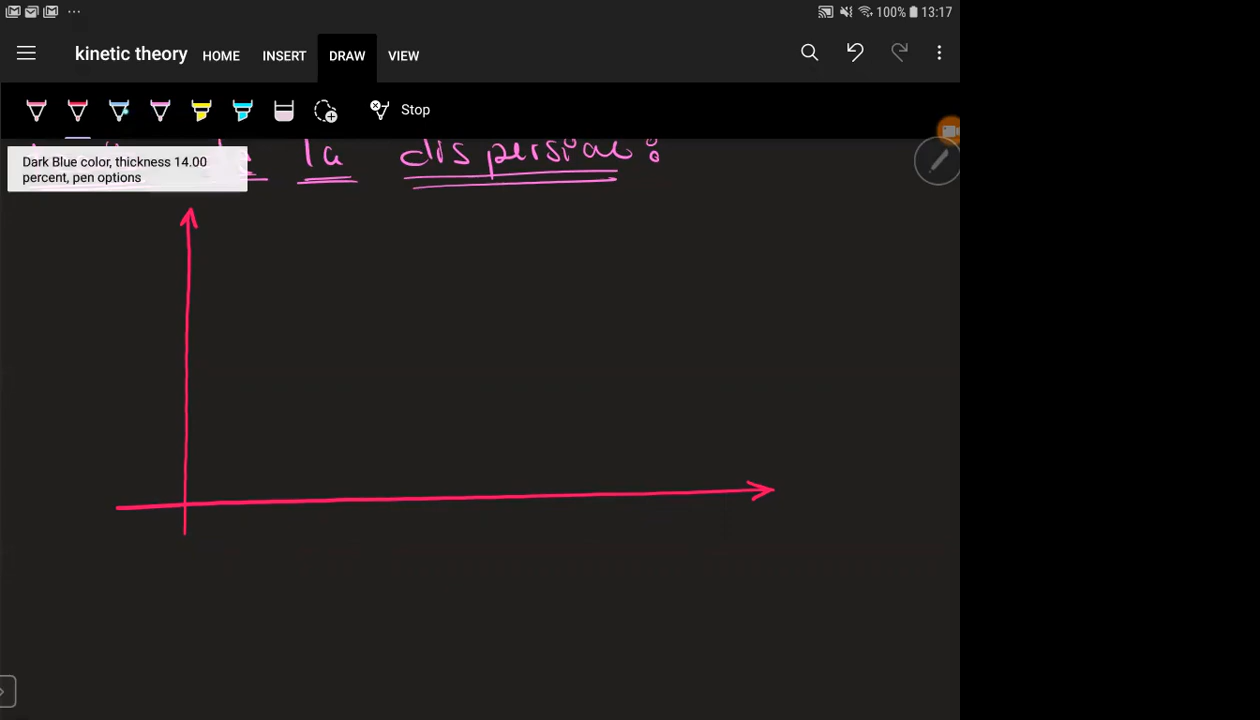 100% 13:17
kinetic theory HOME INSERT DRAW VIEW
Stop
la dispersion :
Dark Blue color, thickness 14.00
percent, pen options